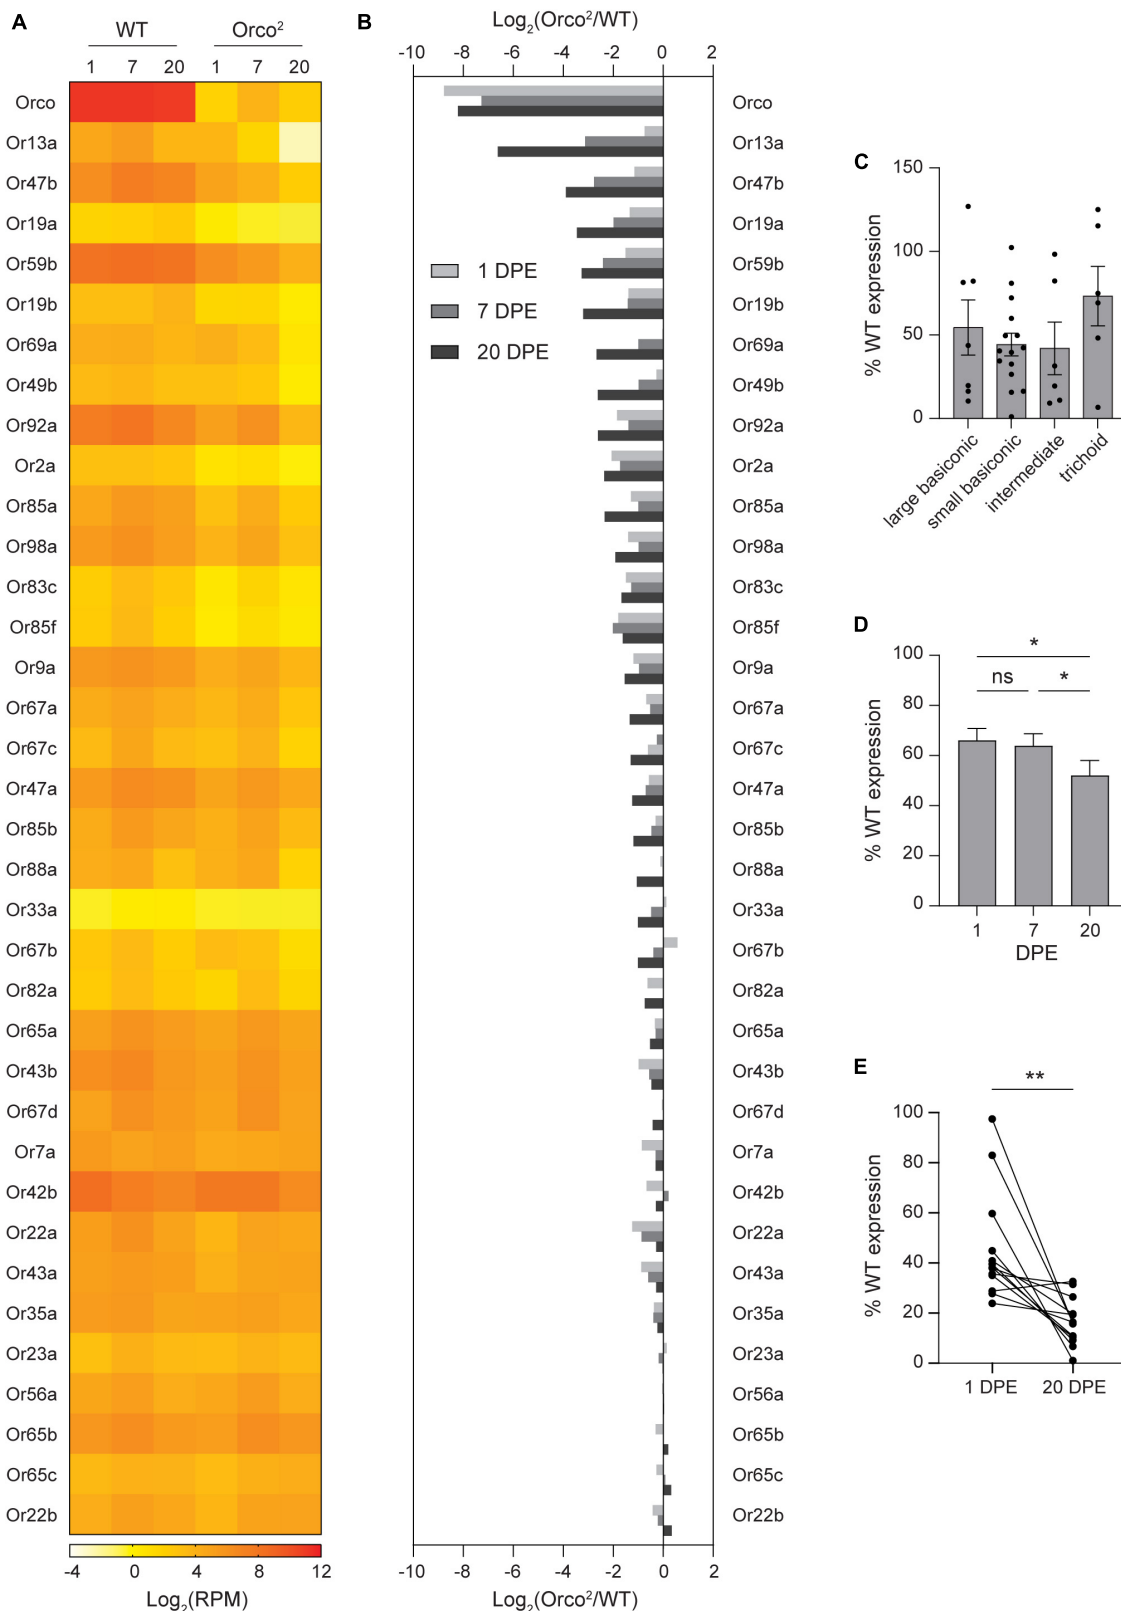 A
WT Orco²
1 7 20 1 7 20
Orco
Or13a
Or47b
Or19a
Or59b
Or19b
Or69a
Or49b
Or92a
Or2a
Or85a
Or98a
Or83c
Or85f
Or9a
Or67a
Or67c
Or47a
Or85b
Or88a
Or33a
Or67b
Or82a
Or65a
Or43b
Or67d
Or7a
Or42b
Or22a
Or43a
Or35a
Or23a
Or56a
Or65b
Or65c
Or22b
-4 0 4 8 12
Log₂(RPM)
B
Log₂(Orco²/WT)
-10 -8 -6 -4 -2 0 2
1 DPE
7 DPE
20 DPE
Orco
Or13a
Or47b
Or19a
Or59b
Or19b
Or69a
Or49b
Or92a
Or2a
Or85a
Or98a
Or83c
Or85f
Or9a
Or67a
Or67c
Or47a
Or85b
Or88a
Or33a
Or67b
Or82a
Or65a
Or43b
Or67d
Or7a
Or42b
Or22a
Or43a
Or35a
Or23a
Or56a
Or65b
Or65c
Or22b
-10 -8 -6 -4 -2 0 2
Log₂(Orco²/WT)
C
% WT expression
150
100
50
0
large basiconic
small basiconic
intermediate
trichoid
D
% WT expression
100
80
60
40
20
0
*
ns *
1 7 20
DPE
E
% WT expression
100
80
60
40
20
0
**
1 DPE 20 DPE